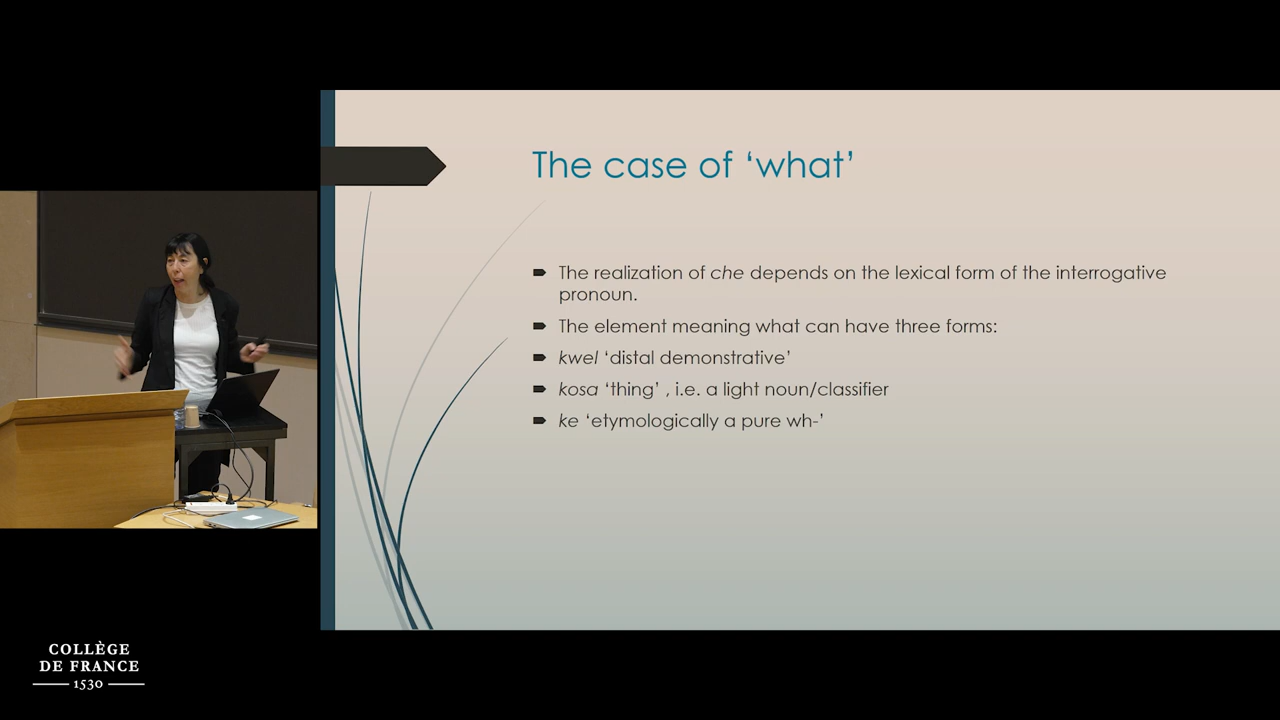 The case of ‘what’
The realization of che depends on the lexical form of the interrogative
pronoun.
The element meaning what can have three forms:
kwel ‘distal demonstrative’
kosa ‘thing’ , i.e. a light noun/classifier
ke ‘etymologically a pure wh-’
COLLÈGE
DE FRANCE
1530